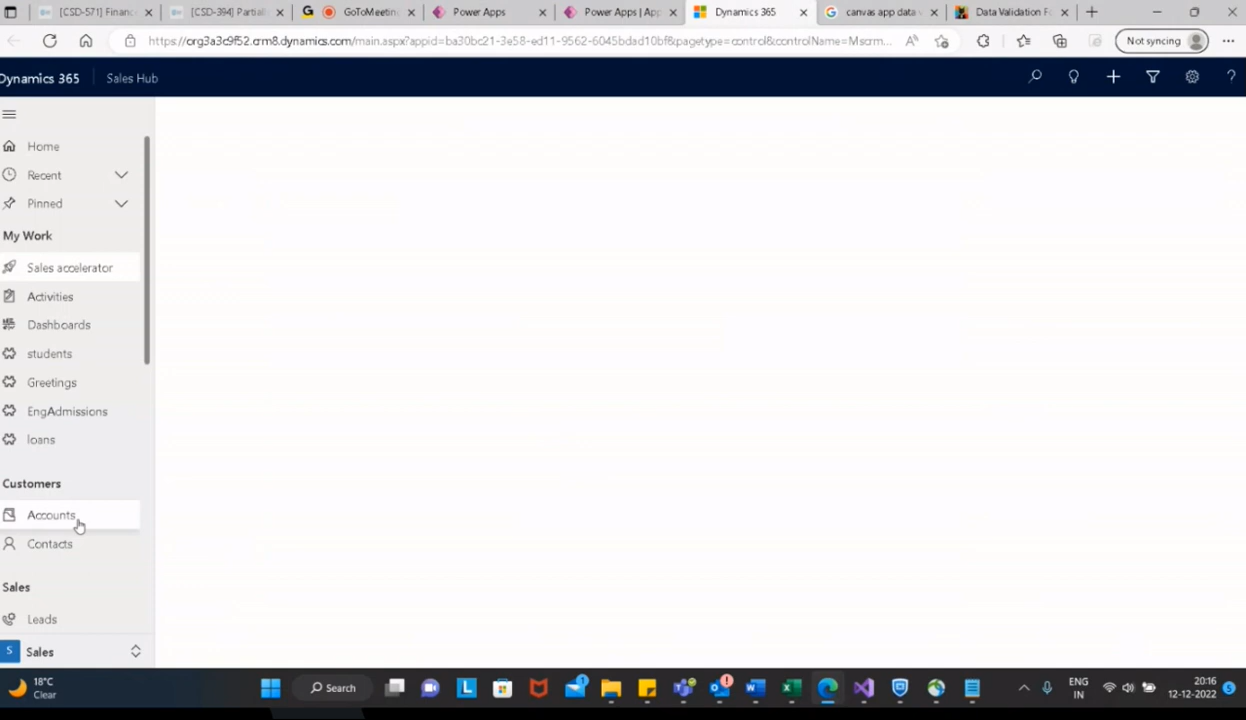 [CSD-571] Financ
[CSD-394] Partial
GoToMeeting
Power Apps
Power Apps | App
Dynamics 365
canvas app data v
Data Validation Fo
https://org3a3c9f52.crm8.dynamics.com/main.aspx?appid=ba30bc21-3e58-ed11-9562-6045bdad10bf&pagetype=control&controlName=Mscrm...
Not syncing
Dynamics 365
Sales Hub
Home
Recent
Pinned
My Work
Sales accelerator
Activities
Dashboards
students
Greetings
EngAdmissions
loans
Customers
Accounts
Contacts
Sales
Leads
S Sales
18°C
Clear
Search
ENG
IN
20:16
12-12-2022
5